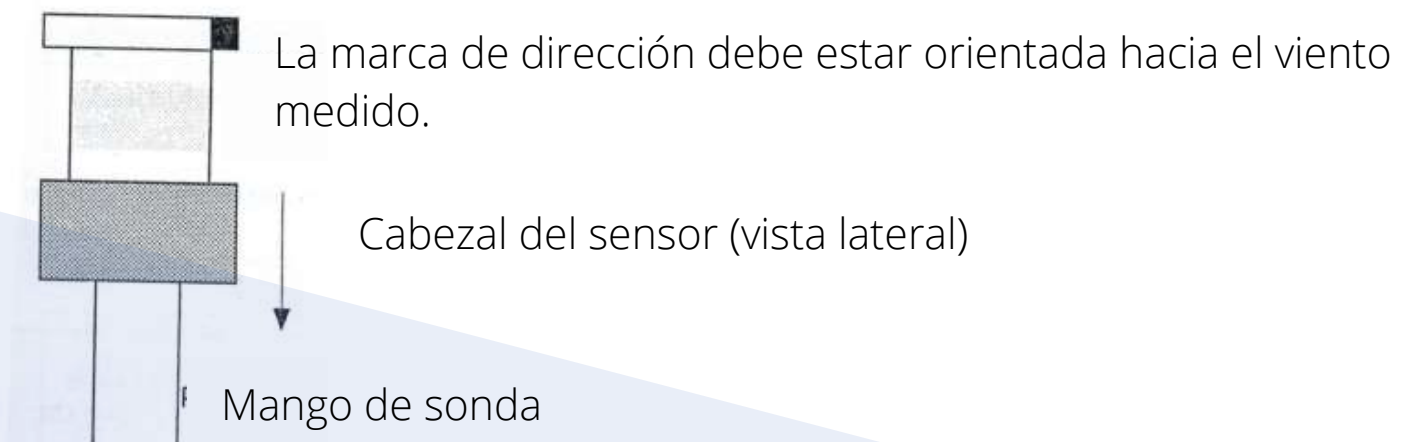 La marca de dirección debe estar orientada hacia el viento
medido.
Cabezal del sensor (vista lateral)
Mango de sonda